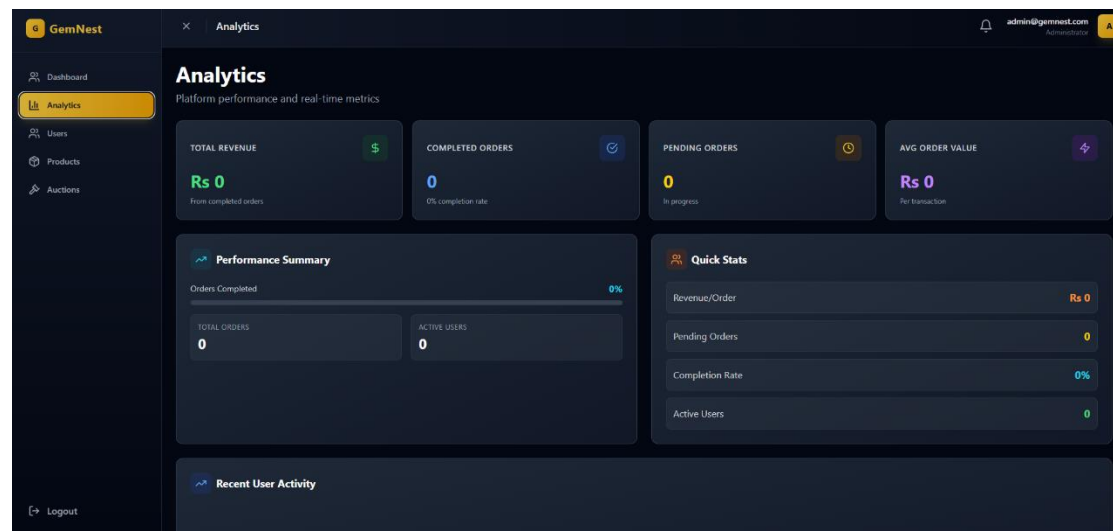 G GemNest
Dashboard
Analytics
Users
Products
Auctions
Logout
Analytics
admin@gemnest.com
Administrator
A
Analytics
Platform performance and real-time metrics
TOTAL REVENUE
$
Rs 0
From completed orders
COMPLETED ORDERS
0
0% completion rate
PENDING ORDERS
0
In progress
AVG ORDER VALUE
Rs 0
Per transaction
Performance Summary
Orders Completed 0%
TOTAL ORDERS
0
ACTIVE USERS
0
Quick Stats
Revenue/Order Rs 0
Pending Orders 0
Completion Rate 0%
Active Users 0
Recent User Activity